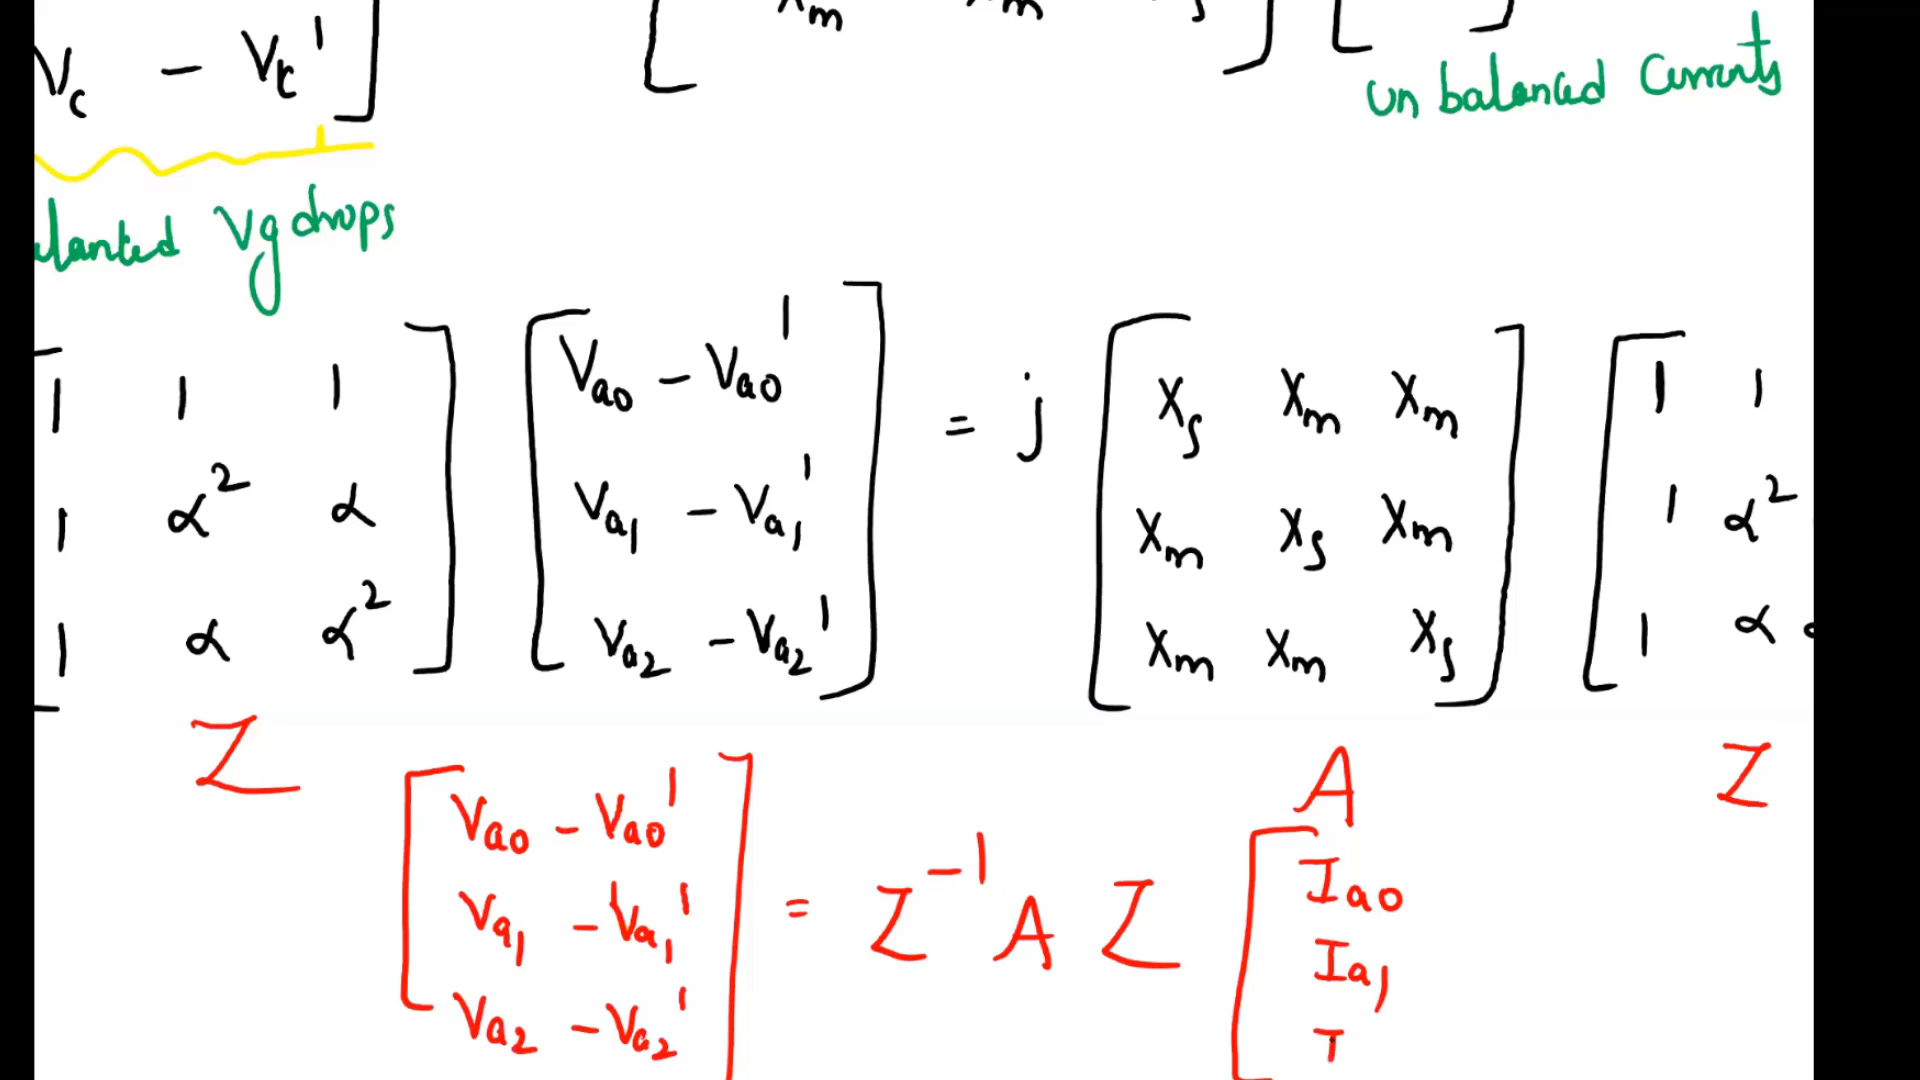 Xm Xm s
Vc − Vc'
un balanced Currents
Vg drops
[1 1 1] [Vao − Vao'] = j [Xs Xm Xm] [1 1
[1 α² α] [Va1 − Va1'] [Xm Xs Xm] [1 α²
[1 α α²] [Va2 − Va2'] [Xm Xm Xs] [1 α
Z A Z
[Vao − Vao'] [Iao
[Va1 − Va1'] = Z⁻¹ A Z [Ia1
[Va2 − Va2'] [I